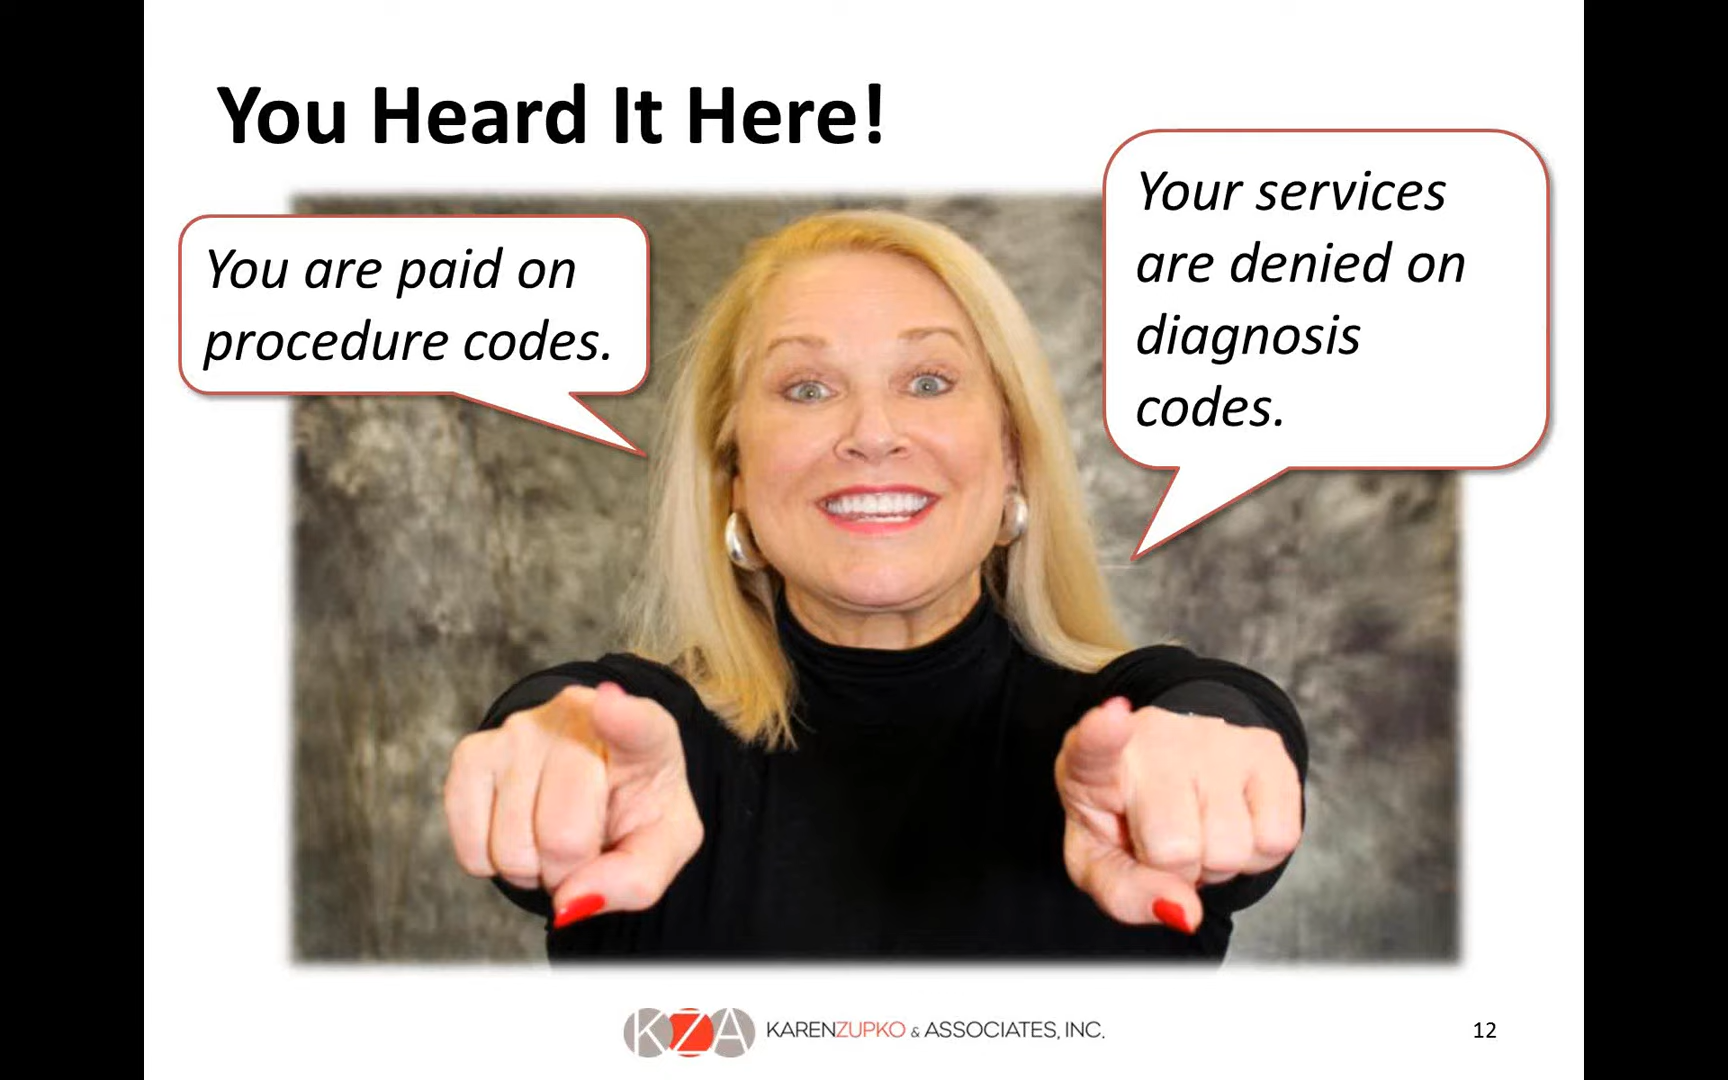 You Heard It Here!
You are paid on
procedure codes.
Your services
are denied on
diagnosis
codes.
KZA KARENZUPKO & ASSOCIATES, INC.
12